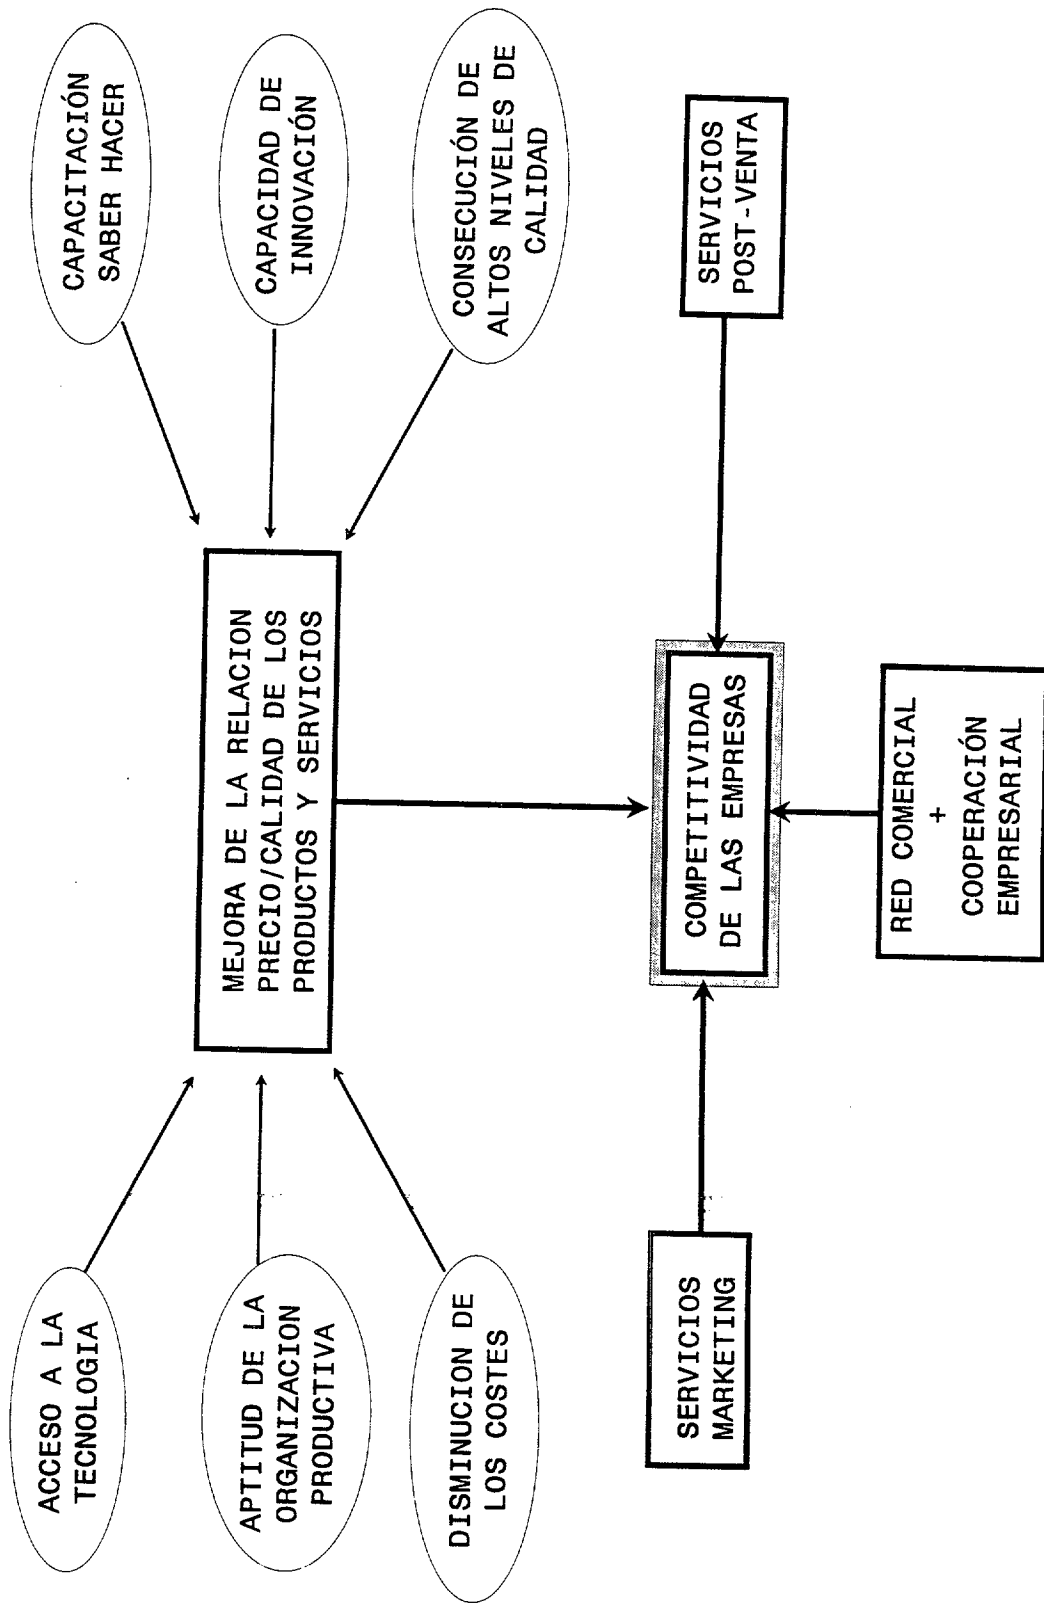 ACCESO A LA
TECNOLOGIA
APTITUD DE LA
ORGANIZACION
PRODUCTIVA
DISMINUCION DE
LOS COSTES
MEJORA DE LA RELACION
PRECIO/CALIDAD DE LOS
PRODUCTOS Y SERVICIOS
CAPACITACIÓN
SABER HACER
CAPACIDAD DE
INNOVACIÓN
CONSECUCIÓN DE
ALTOS NIVELES DE
CALIDAD
SERVICIOS
MARKETING
COMPETITIVIDAD
DE LAS EMPRESAS
SERVICIOS
POST-VENTA
RED COMERCIAL
+
COOPERACIÓN
EMPRESARIAL